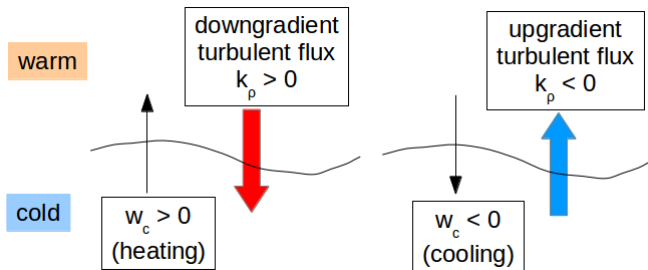 warm
downgradient
turbulent flux
kρ > 0
upgradient
turbulent flux
kρ < 0
cold
wc > 0
(heating)
wc < 0
(cooling)